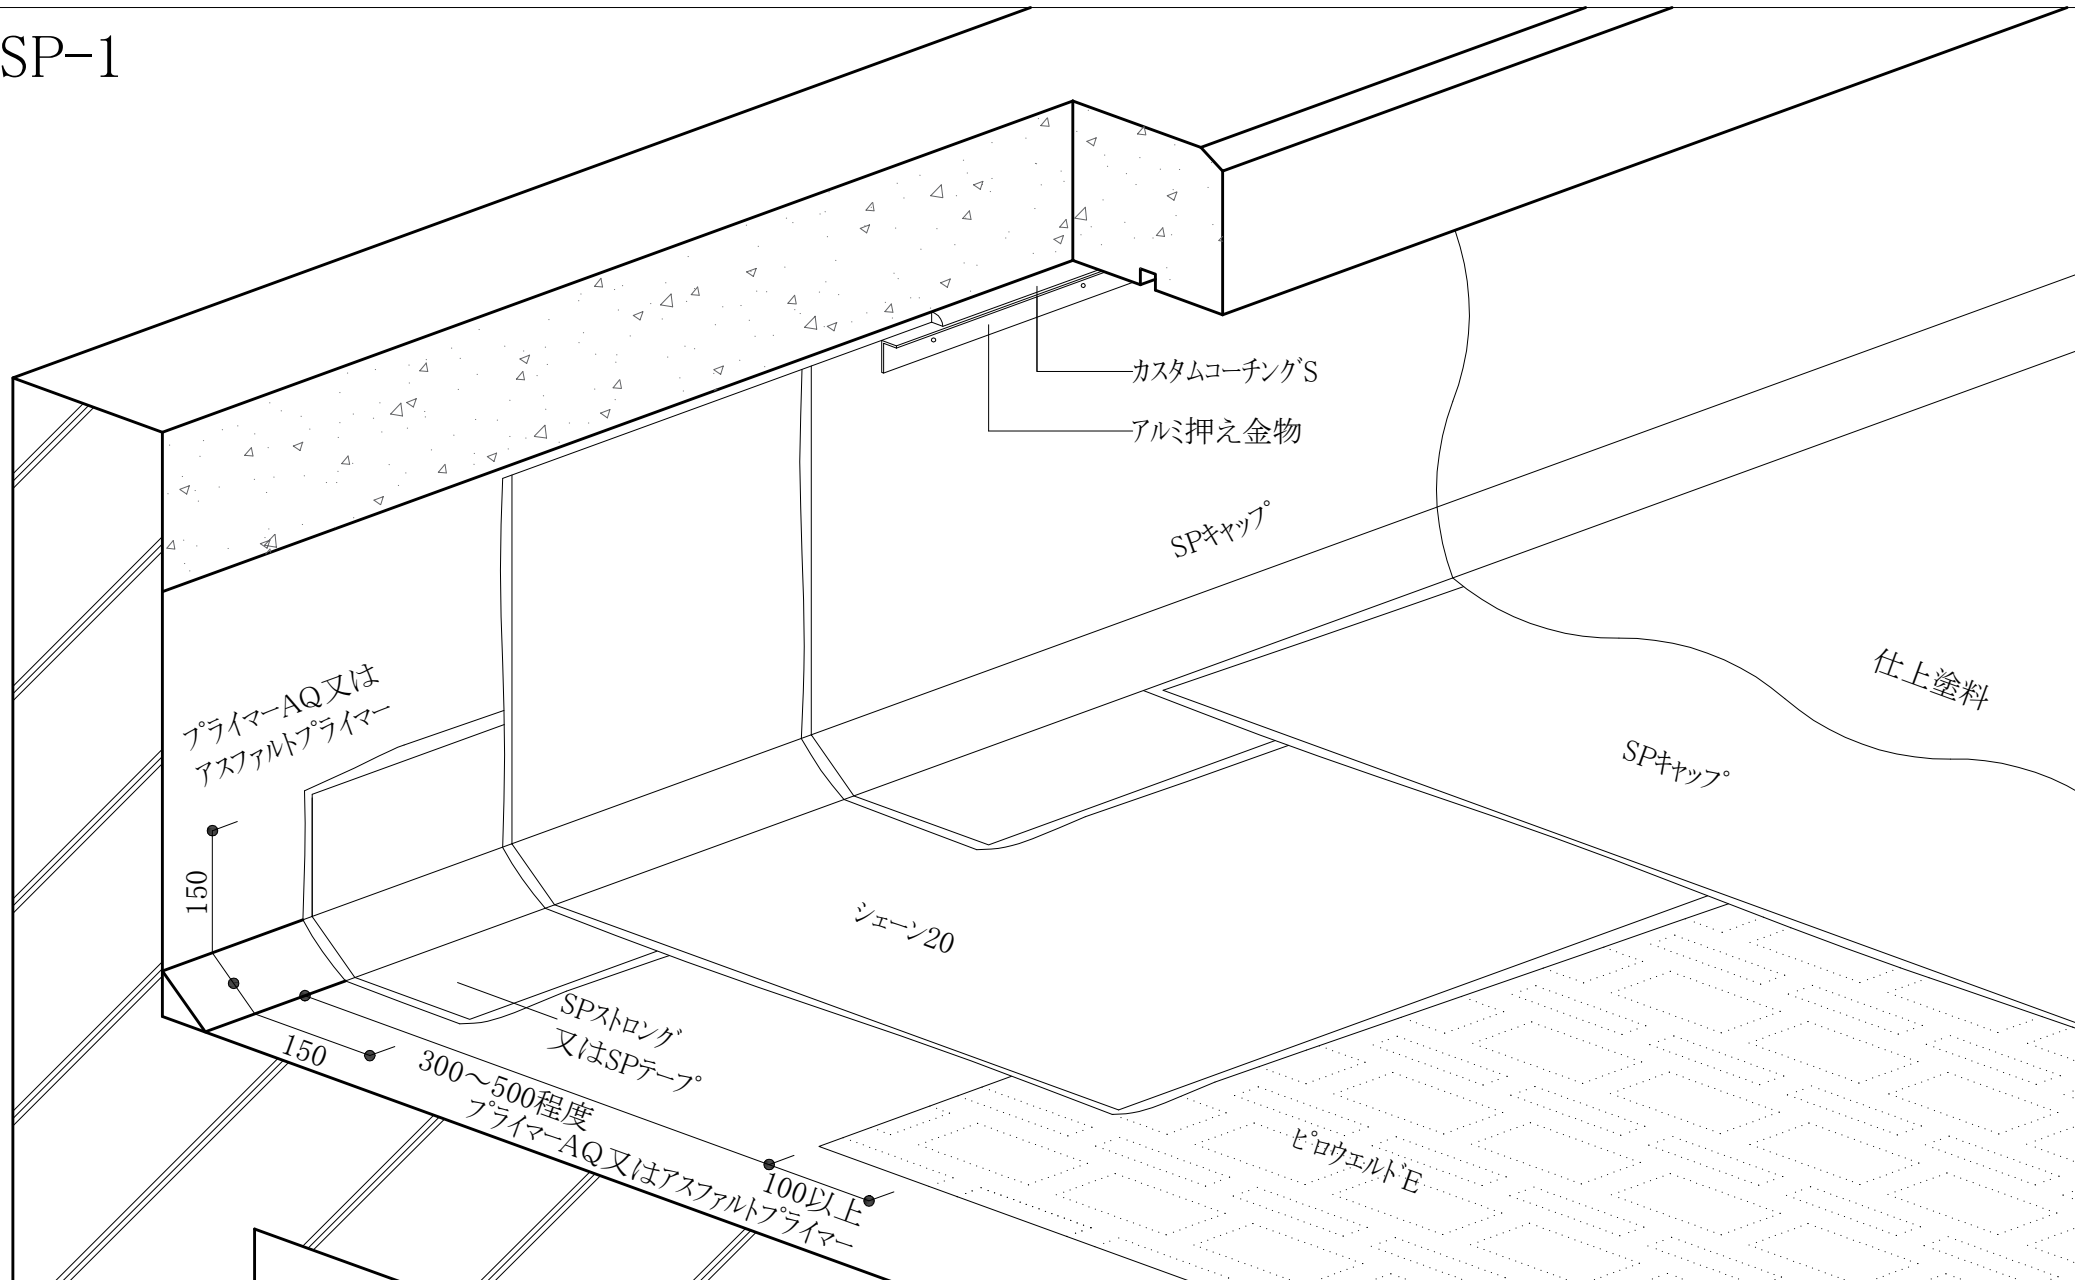 SP-1
カスタムコーチングS
アルミ押え金物
SPキャップ
仕上塗料
プライマーAQ又は
アスファルトプライマー
SPキャップ
150
シェーン20
SPストロング
又はSPテープ
150
300〜500程度
プライマーAQ又はアスファルトプライマー
100以上
ピロウエルドE